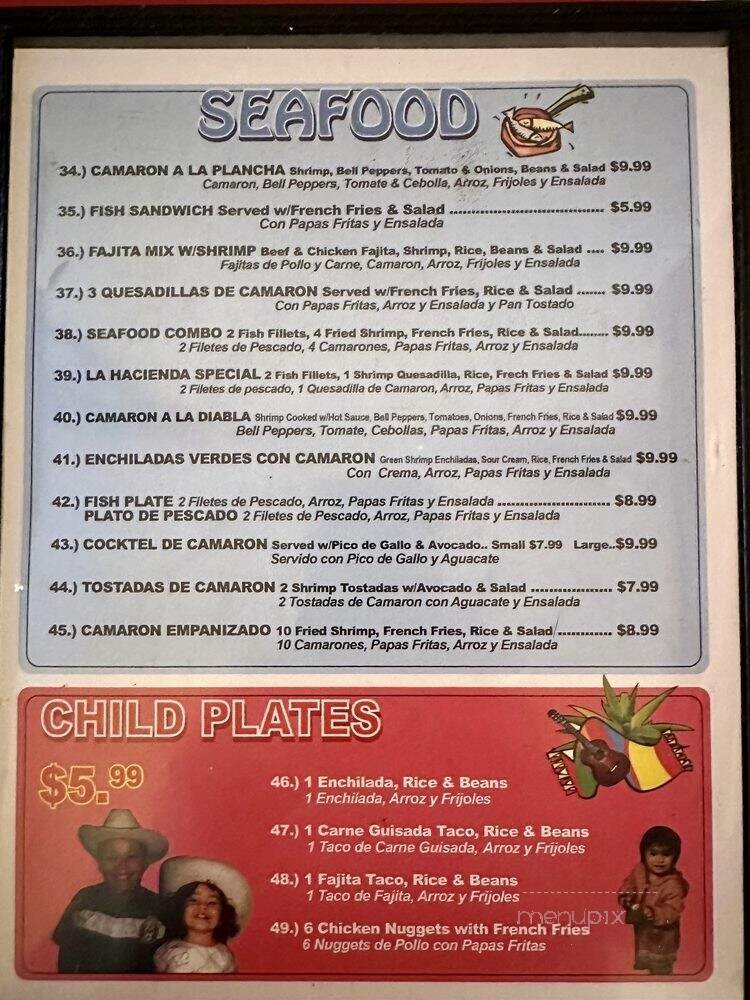 SEAFOOD
34.) CAMARON A LA PLANCHA Shrimp, Bell Peppers, Tomato & Onions, Beans & Salad $9.99
Camaron, Bell Peppers, Tomate & Cebolla, Arroz, Frijoles y Ensalada
35.) FISH SANDWICH Served w/French Fries & Salad .................................... $5.99
Con Papas Fritas y Ensalada
36.) FAJITA MIX W/SHRIMP Beef & Chicken Fajita, Shrimp, Rice, Beans & Salad .... $9.99
Fajitas de Pollo y Carne, Camaron, Arroz, Frijoles y Ensalada
37.) 3 QUESADILLAS DE CAMARON Served w/French Fries, Rice & Salad ....... $9.99
Con Papas Fritas, Arroz y Ensalada y Pan Tostado
38.) SEAFOOD COMBO 2 Fish Fillets, 4 Fried Shrimp, French Fries, Rice & Salad....... $9.99
2 Filetes de Pescado, 4 Camarones, Papas Fritas, Arroz y Ensalada
39.) LA HACIENDA SPECIAL 2 Fish Fillets, 1 Shrimp Quesadilla, Rice, Frech Fries & Salad $9.99
2 Filetes de pescado, 1 Quesadilla de Camaron, Arroz, Papas Fritas y Ensalada
40.) CAMARON A LA DIABLA Shrimp Cooked w/Hot Sauce, Bell Peppers, Tomatoes, Onions, French Fries, Rice & Salad $9.99
Bell Peppers, Tomate, Cebollas, Papas Fritas, Arroz y Ensalada
41.) ENCHILADAS VERDES CON CAMARON Green Shrimp Enchiladas, Sour Cream, Rice, French Fries & Salad $9.99
Con Crema, Arroz, Papas Fritas y Ensalada
42.) FISH PLATE 2 Filetes de Pescado, Arroz, Papas Fritas y Ensalada .......................... $8.99
PLATO DE PESCADO 2 Filetes de Pescado, Arroz, Papas Fritas y Ensalada
43.) COCKTEL DE CAMARON Served w/Pico de Gallo & Avocado.. Small $7.99 Large..$9.99
Servido con Pico de Gallo y Aguacate
44.) TOSTADAS DE CAMARON 2 Shrimp Tostadas w/Avocado & Salad ................... $7.99
2 Tostadas de Camaron con Aguacate y Ensalada
45.) CAMARON EMPANIZADO 10 Fried Shrimp, French Fries, Rice & Salad ............. $8.99
10 Camarones, Papas Fritas, Arroz y Ensalada
CHILD PLATES
$5.99
46.) 1 Enchilada, Rice & Beans
1 Enchilada, Arroz y Frijoles
47.) 1 Carne Guisada Taco, Rice & Beans
1 Taco de Carne Guisada, Arroz y Frijoles
48.) 1 Fajita Taco, Rice & Beans
1 Taco de Fajita, Arroz y Frijoles
49.) 6 Chicken Nuggets with French Fries
6 Nuggets de Pollo con Papas Fritas
menupix